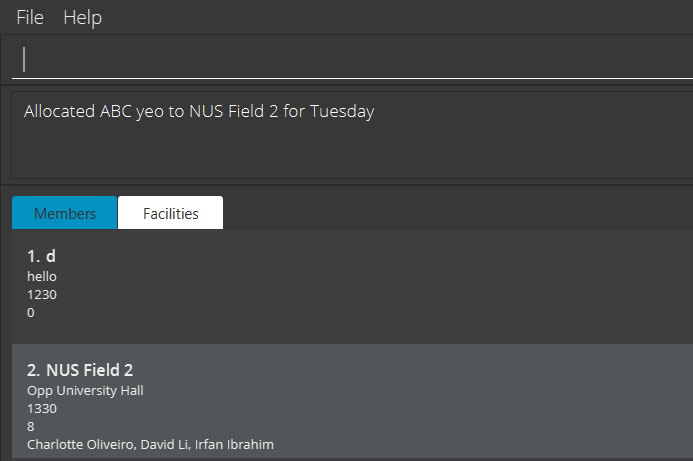 File Help
Allocated ABC yeo to NUS Field 2 for Tuesday
Members Facilities
1. d
hello
1230
0
2. NUS Field 2
Opp University Hall
1330
8
Charlotte Oliveiro, David Li, Irfan Ibrahim